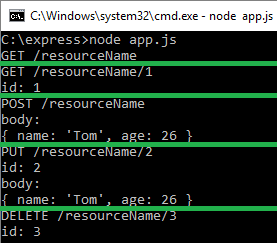 C:\Windows\system32\cmd.exe - node app.js
C:\express>node app.js
GET /resourceName
GET /resourceName/1
id: 1
POST /resourceName
body:
{ name: 'Tom', age: 26 }
PUT /resourceName/2
id: 2
body:
{ name: 'Tom', age: 26 }
DELETE /resourceName/3
id: 3